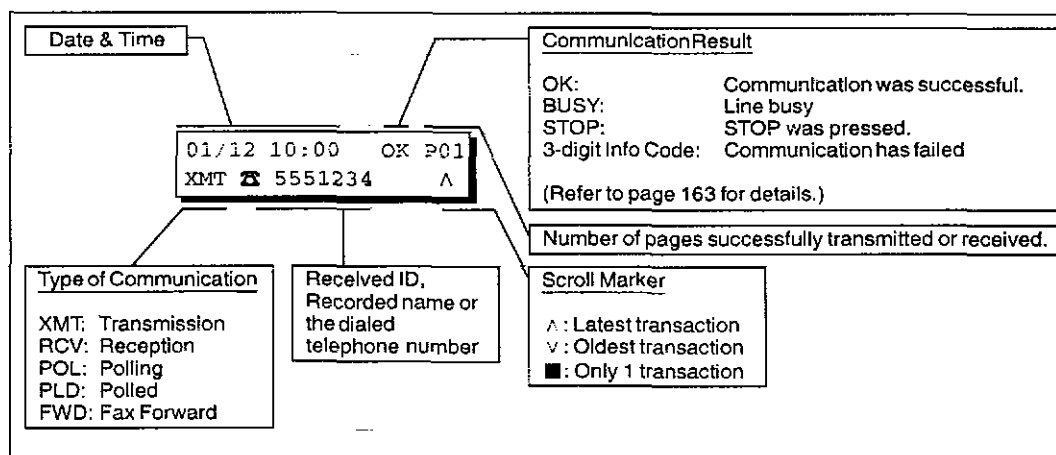 Date & Time
Communication Result
OK: Communication was successful.
BUSY: Line busy
STOP: STOP was pressed.
3-digit Info Code: Communication has failed
(Refer to page 163 for details.)
01/12 10:00 OK P01
XMT ☎ 5551234 ∧
Number of pages successfully transmitted or received.
Type of Communication
XMT: Transmission
RCV: Reception
POL: Polling
PLD: Polled
FWD: Fax Forward
Received ID,
Recorded name or
the dialed
telephone number
Scroll Marker
∧: Latest transaction
∨: Oldest transaction
■: Only 1 transaction